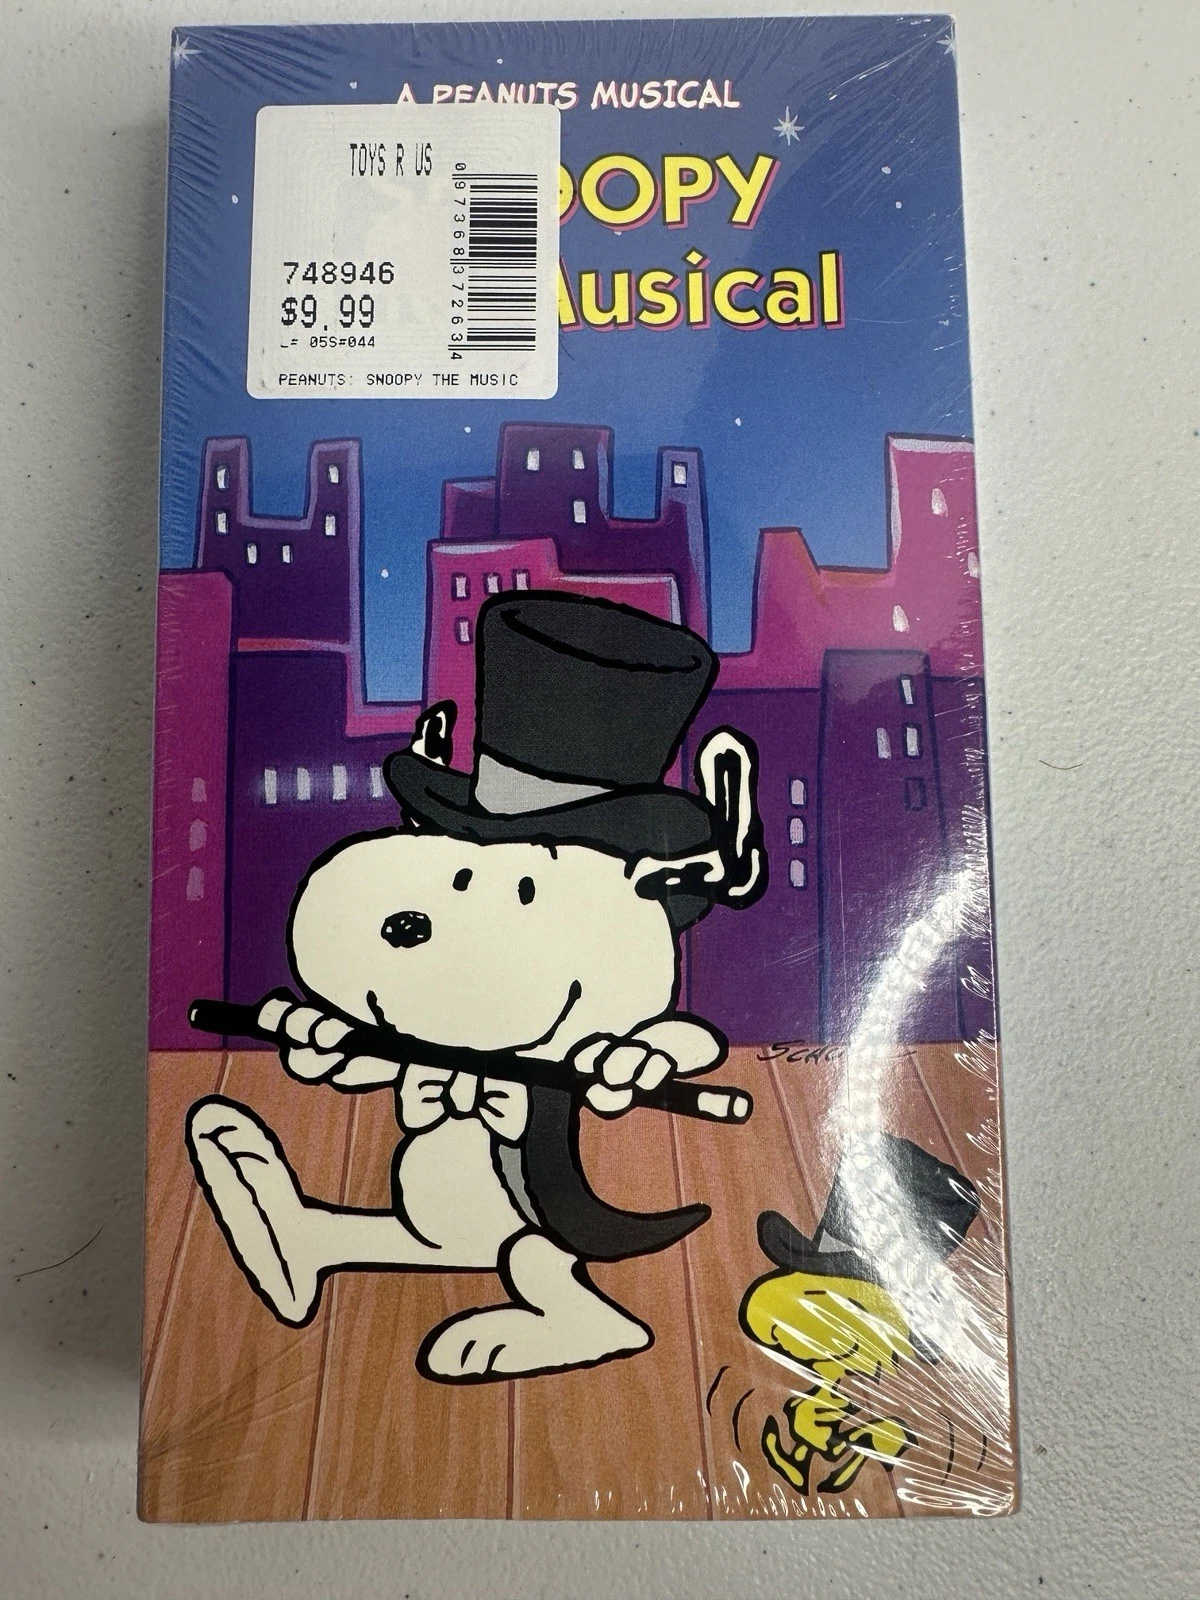 A PEANUTS MUSICAL
OOPY
Musical
TOYS R US
748946
$9.99
L= 05S#044
PEANUTS: SNOOPY THE MUSIC
0 97368 37263 4